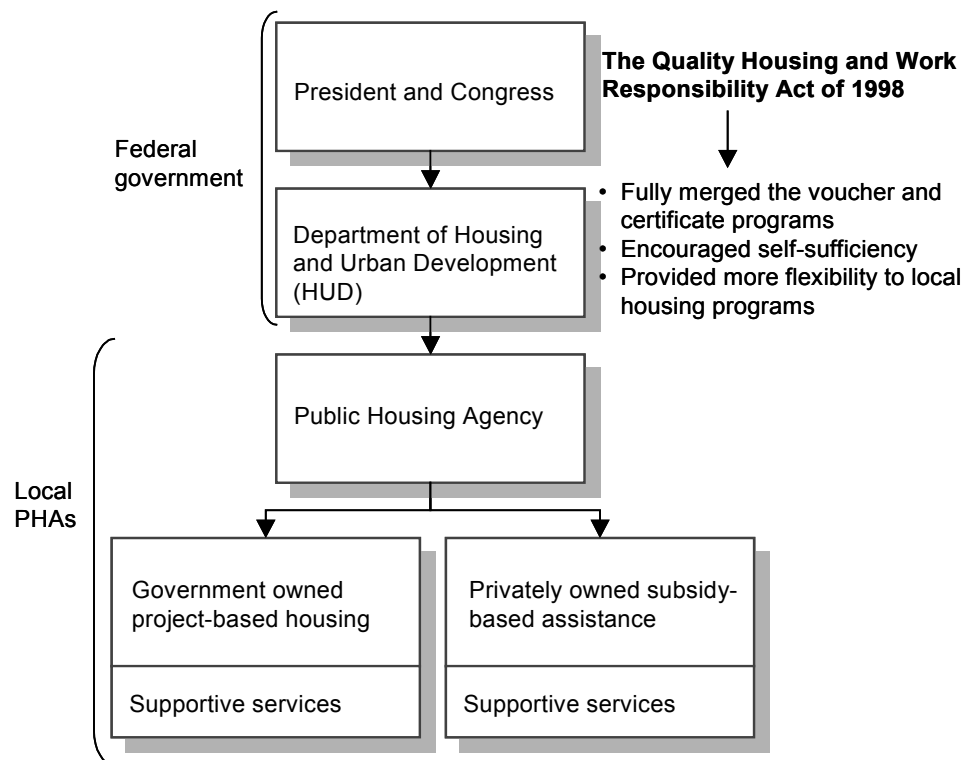 President and Congress
The Quality Housing and Work
Responsibility Act of 1998
Federal
government
Department of Housing
and Urban Development
(HUD)
• Fully merged the voucher and
certificate programs
• Encouraged self-sufficiency
• Provided more flexibility to local
housing programs
Public Housing Agency
Local
PHAs
Government owned
project-based housing
Supportive services
Privately owned subsidy-
based assistance
Supportive services